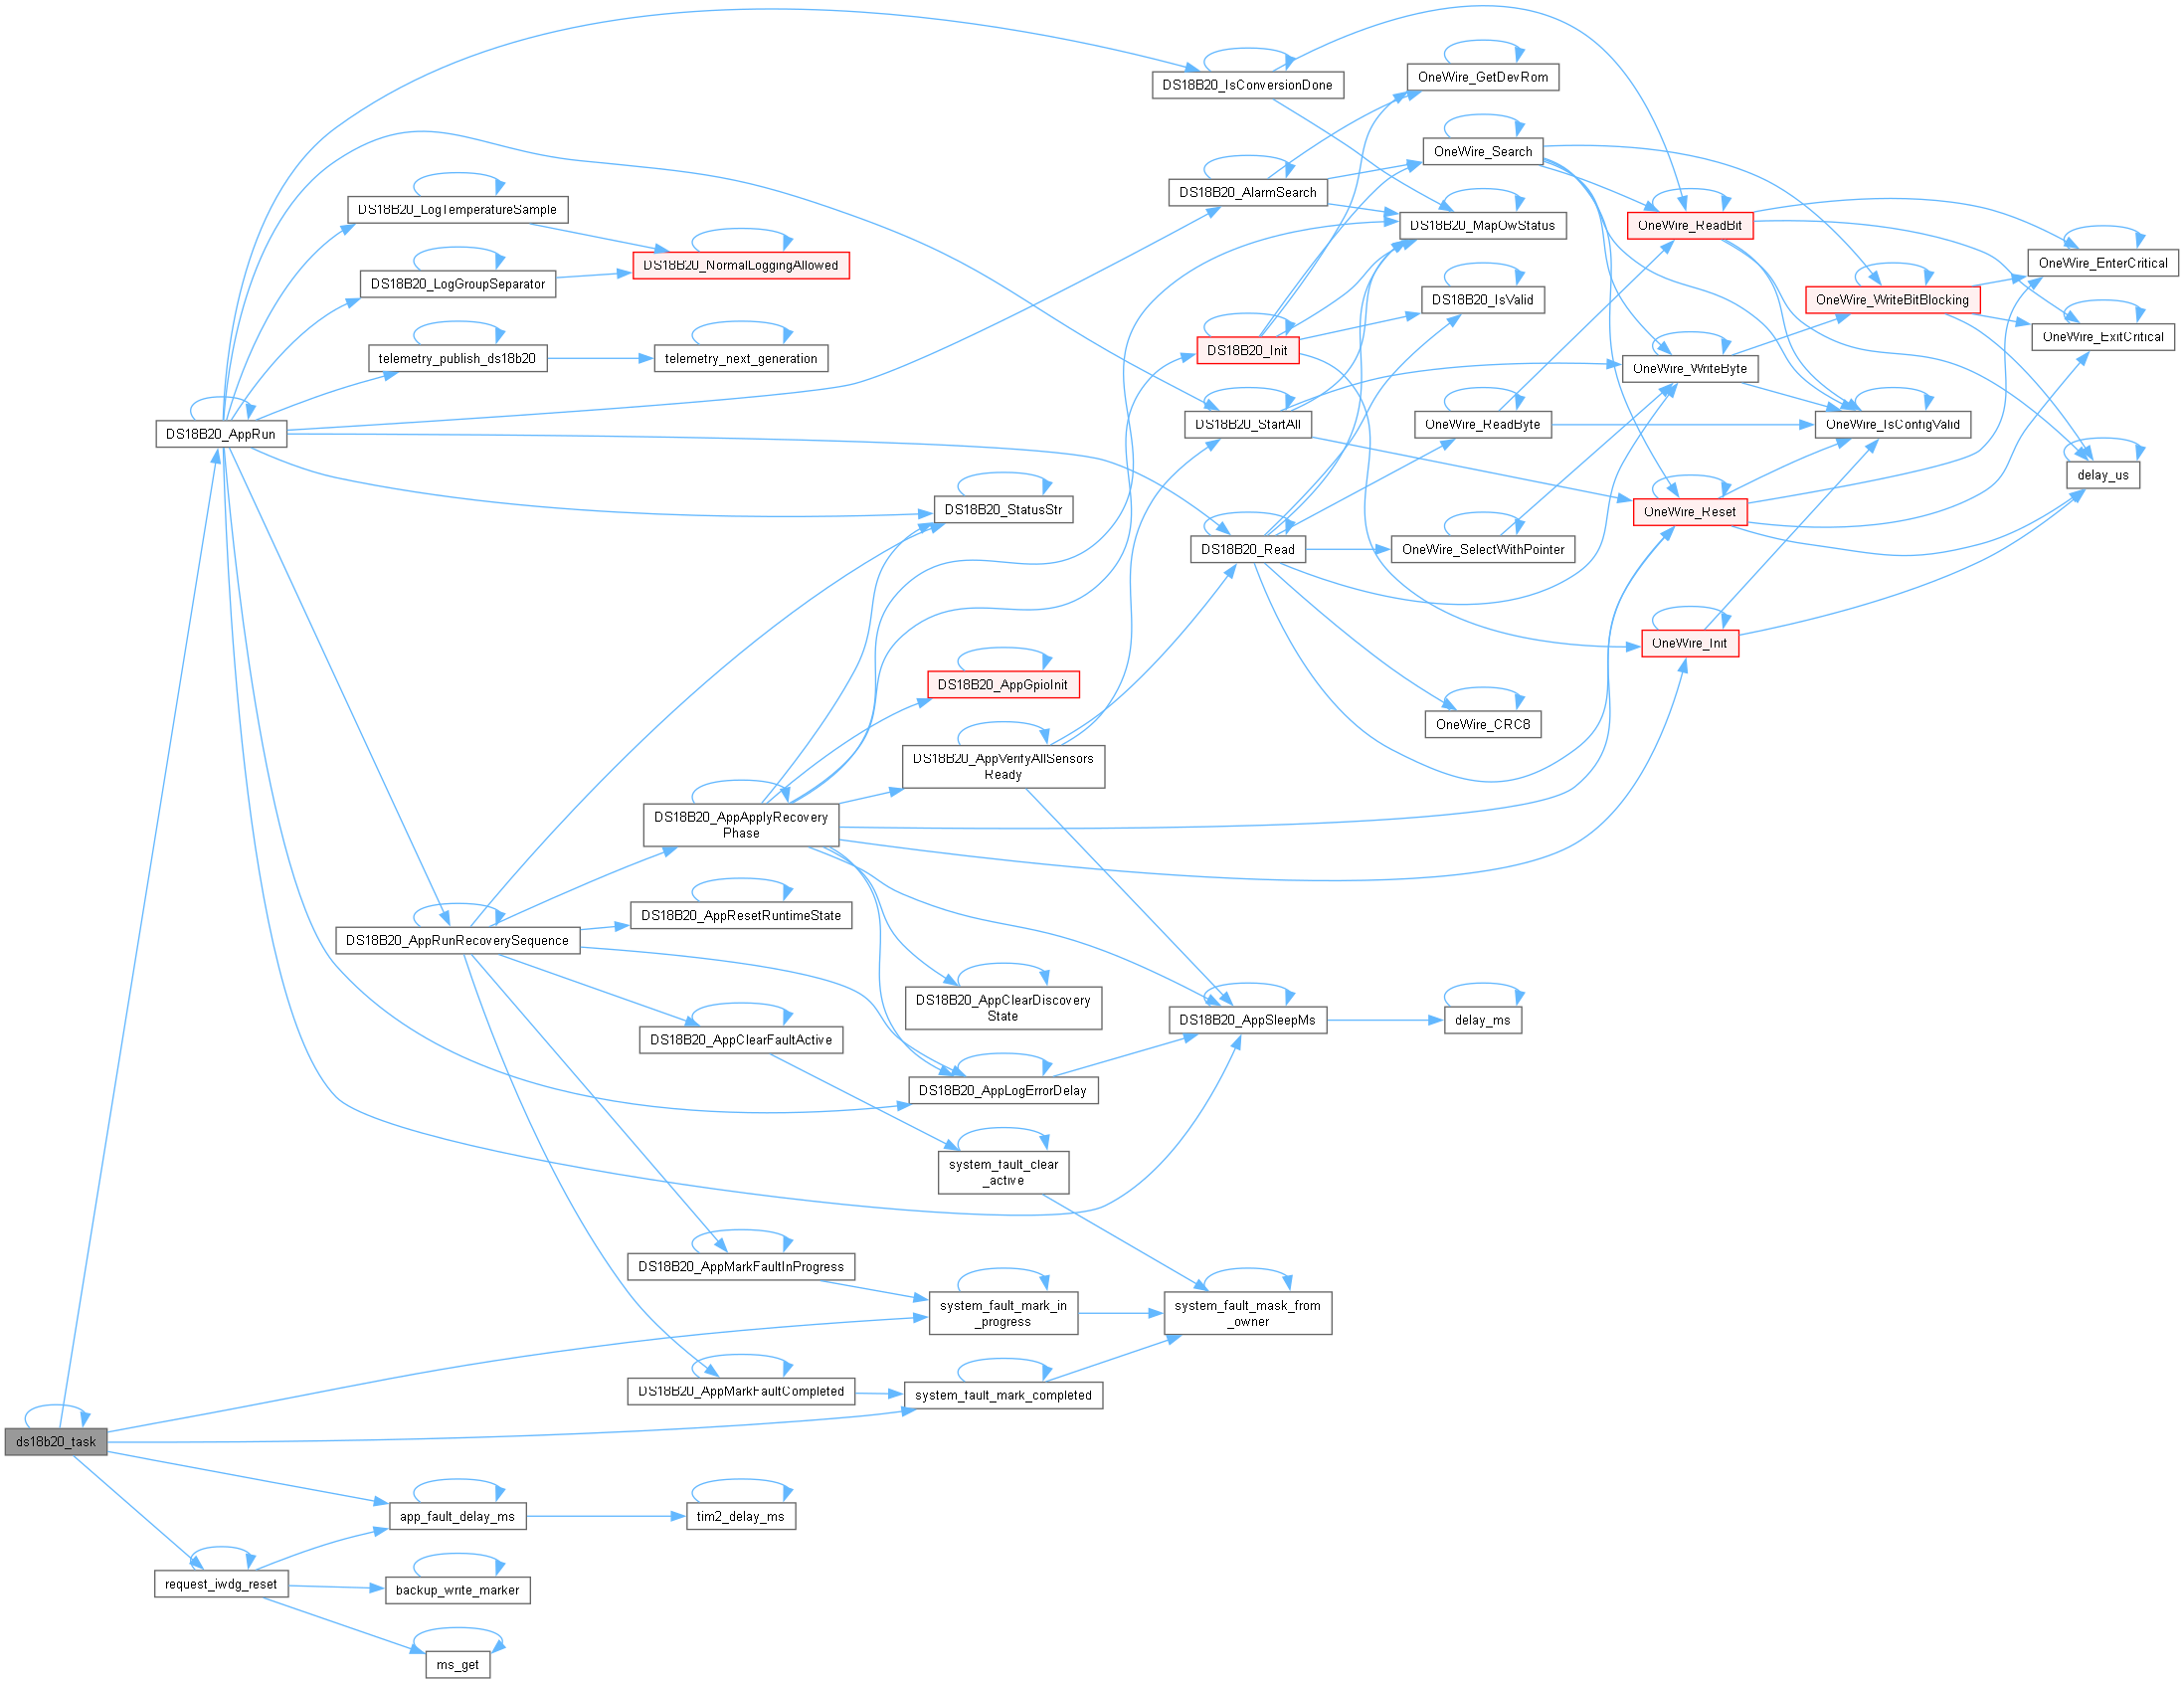 DS18B20_IsConversionDone
OneWire_GetDevRom
OneWire_Search
DS18B20_AlarmSearch
DS18B20_LogTemperatureSample
DS18B20_MapOwStatus
OneWire_ReadBit
DS18B20_NormalLoggingAllowed
OneWire_EnterCritical
DS18B20_LogGroupSeparator
DS18B20_IsValid
OneWire_WriteBitBlocking
OneWire_ExitCritical
DS18B20_Init
telemetry_publish_ds18b20
telemetry_next_generation
OneWire_WriteByte
DS18B20_AppRun
DS18B20_StartAll
OneWire_ReadByte
OneWire_IsConfigValid
delay_us
DS18B20_StatusStr
OneWire_Reset
DS18B20_Read
OneWire_SelectWithPointer
OneWire_Init
DS18B20_AppGpioInit
OneWire_CRC8
DS18B20_AppVerifyAllSensors
Ready
DS18B20_AppApplyRecovery
Phase
DS18B20_AppResetRuntimeState
DS18B20_AppRunRecoverySequence
DS18B20_AppClearDiscovery
State
DS18B20_AppSleepMs
delay_ms
DS18B20_AppClearFaultActive
DS18B20_AppLogErrorDelay
system_fault_clear
_active
DS18B20_AppMarkFaultInProgress
system_fault_mark_in
_progress
system_fault_mask_from
_owner
DS18B20_AppMarkFaultCompleted
system_fault_mark_completed
ds18b20_task
app_fault_delay_ms
tim2_delay_ms
request_iwdg_reset
backup_write_marker
ms_get